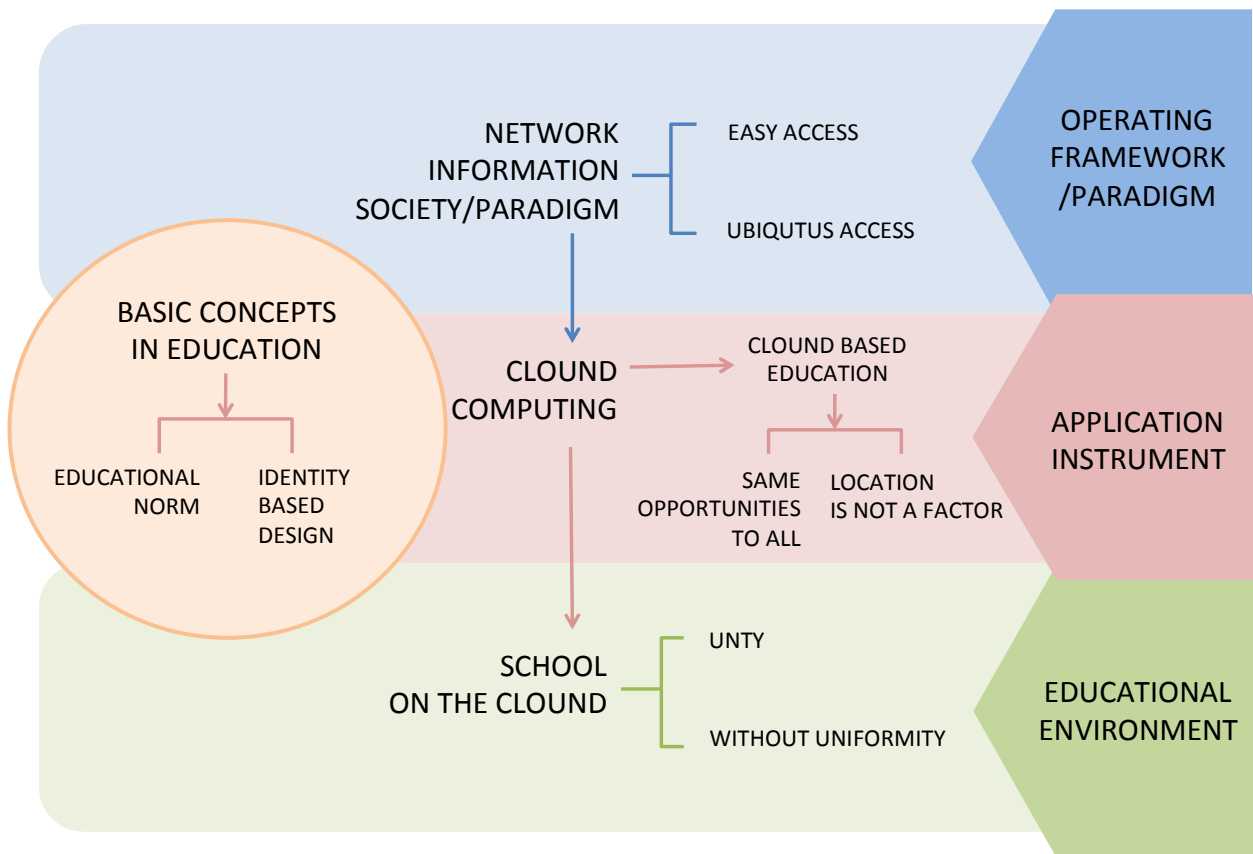 NETWORK
INFORMATION
SOCIETY/PARADIGM
EASY ACCESS
UBIQUTUS ACCESS
OPERATING
FRAMEWORK
/PARADIGM
BASIC CONCEPTS
IN EDUCATION
EDUCATIONAL
NORM
IDENTITY
BASED
DESIGN
CLOUND
COMPUTING
CLOUND BASED
EDUCATION
SAME
OPPORTUNITIES
TO ALL
LOCATION
IS NOT A FACTOR
APPLICATION
INSTRUMENT
SCHOOL
ON THE CLOUND
UNTY
WITHOUT UNIFORMITY
EDUCATIONAL
ENVIRONMENT